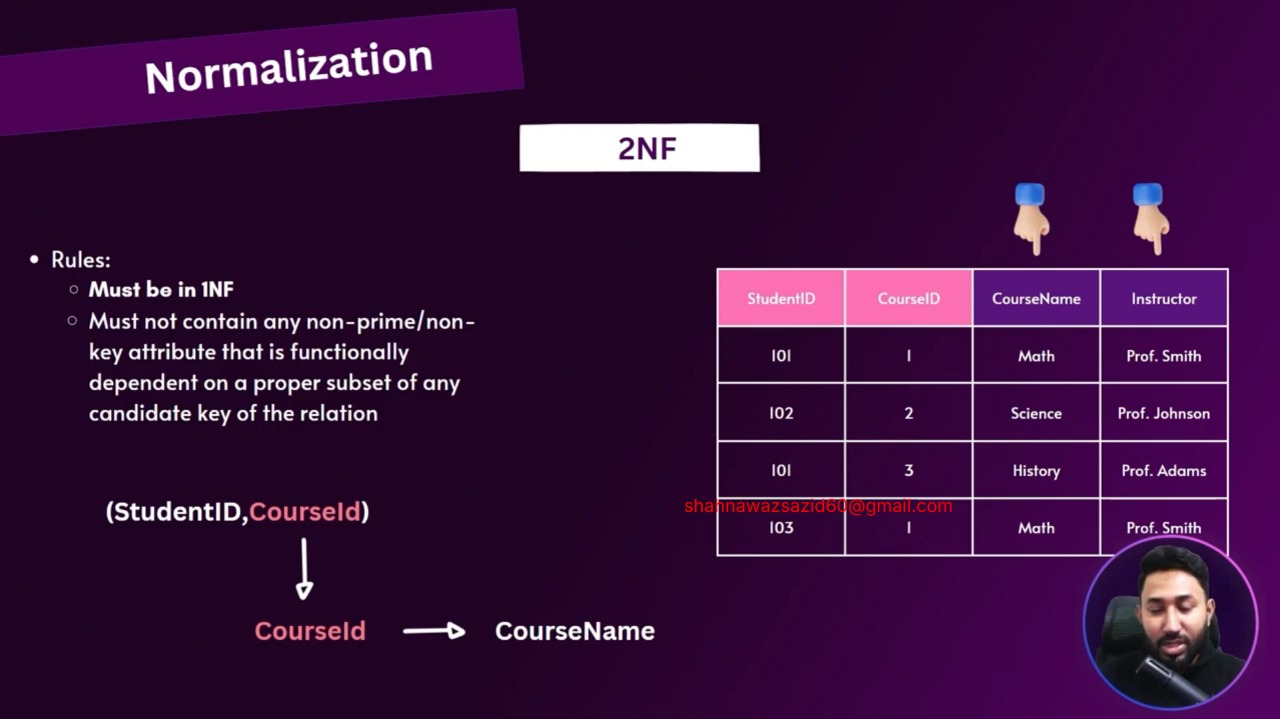 Normalization
2NF
Rules:
Must be in 1NF
Must not contain any non-prime/non-
key attribute that is functionally
dependent on a proper subset of any
candidate key of the relation
(StudentID,CourseId)
CourseId
CourseName
StudentID CourseID CourseName Instructor
101 1 Math Prof. Smith
102 2 Science Prof. Johnson
101 3 History Prof. Adams
shahnawazsazid60@gmail.com
103 1 Math Prof. Smith